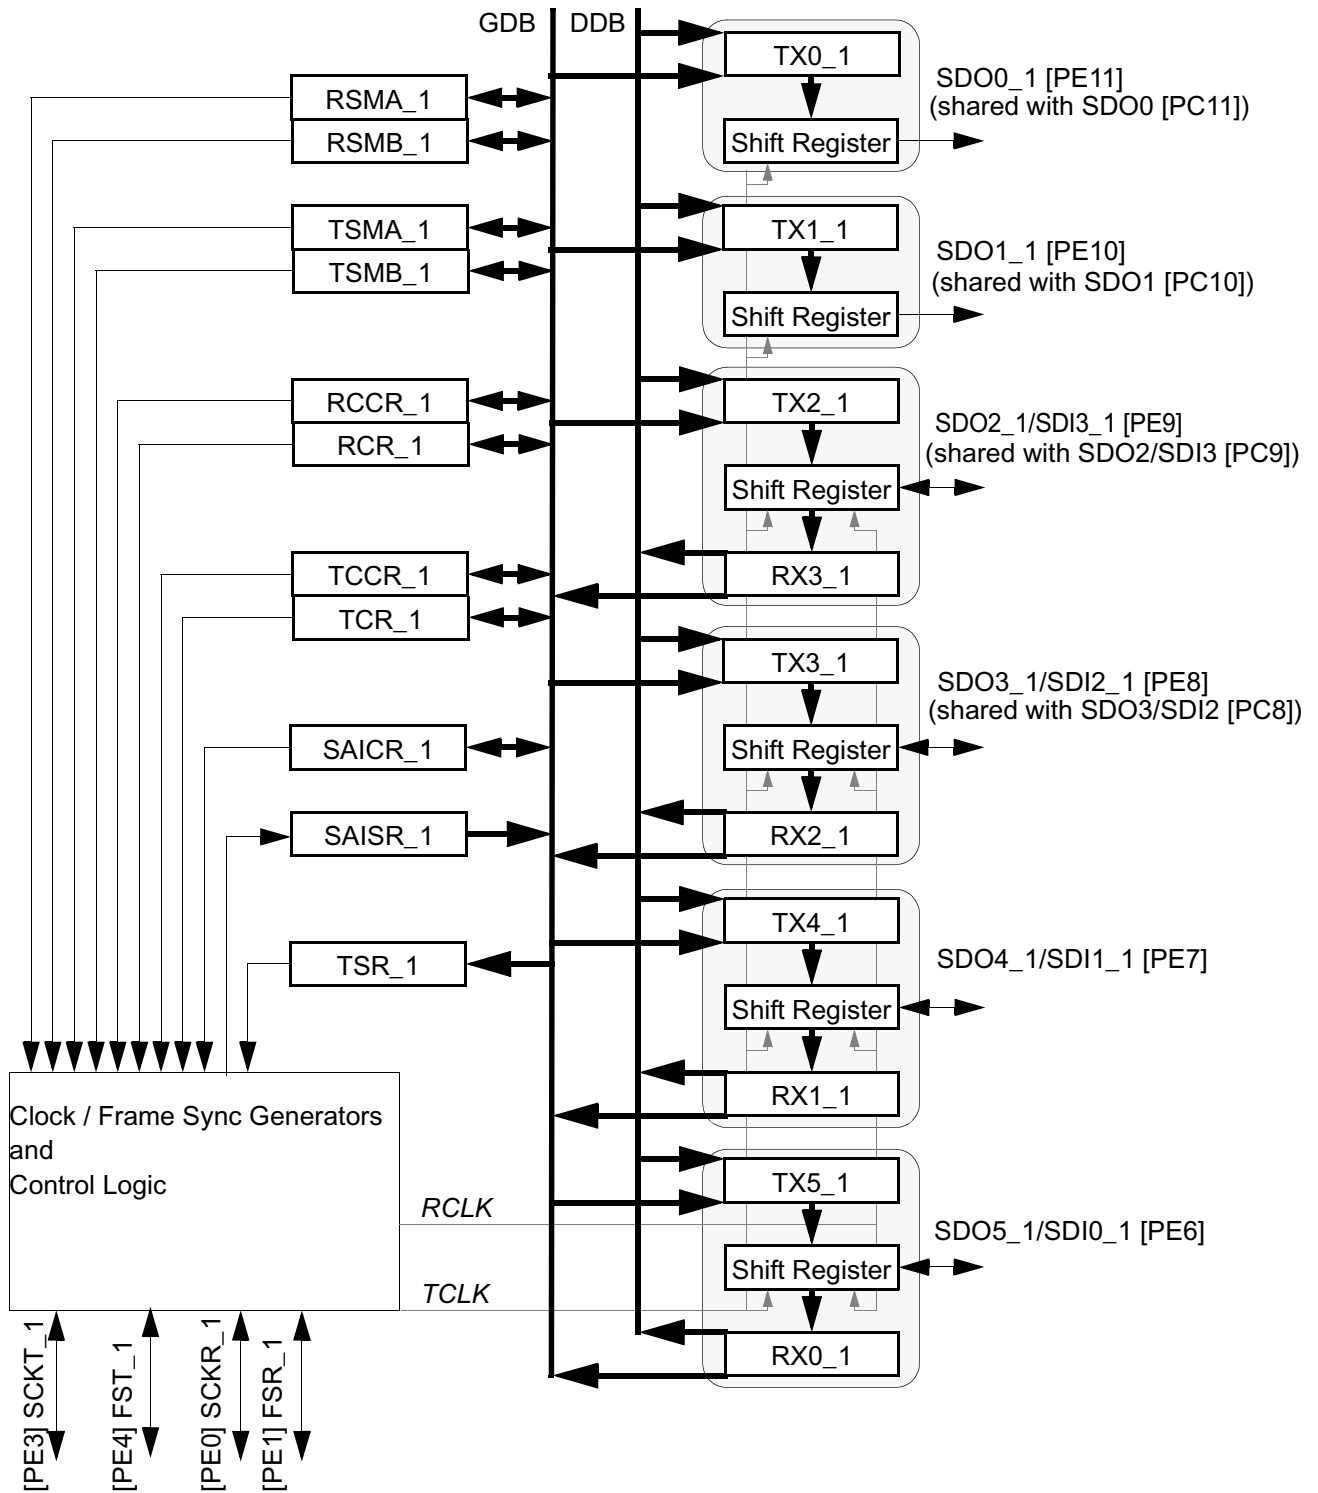 GDB
DDB
TX0_1
Shift Register
SDO0_1 [PE11]
(shared with SDO0 [PC11])
RSMA_1
RSMB_1
TSMA_1
TSMB_1
TX1_1
Shift Register
SDO1_1 [PE10]
(shared with SDO1 [PC10])
RCCR_1
RCR_1
TX2_1
Shift Register
RX3_1
SDO2_1/SDI3_1 [PE9]
(shared with SDO2/SDI3 [PC9])
TCCR_1
TCR_1
TX3_1
Shift Register
RX2_1
SDO3_1/SDI2_1 [PE8]
(shared with SDO3/SDI2 [PC8])
SAICR_1
SAISR_1
TSR_1
TX4_1
Shift Register
RX1_1
SDO4_1/SDI1_1 [PE7]
Clock / Frame Sync Generators
and
Control Logic
RCLK
TCLK
TX5_1
Shift Register
RX0_1
SDO5_1/SDI0_1 [PE6]
[PE3] SCKT_1
[PE4] FST_1
[PE0] SCKR_1
[PE1] FSR_1